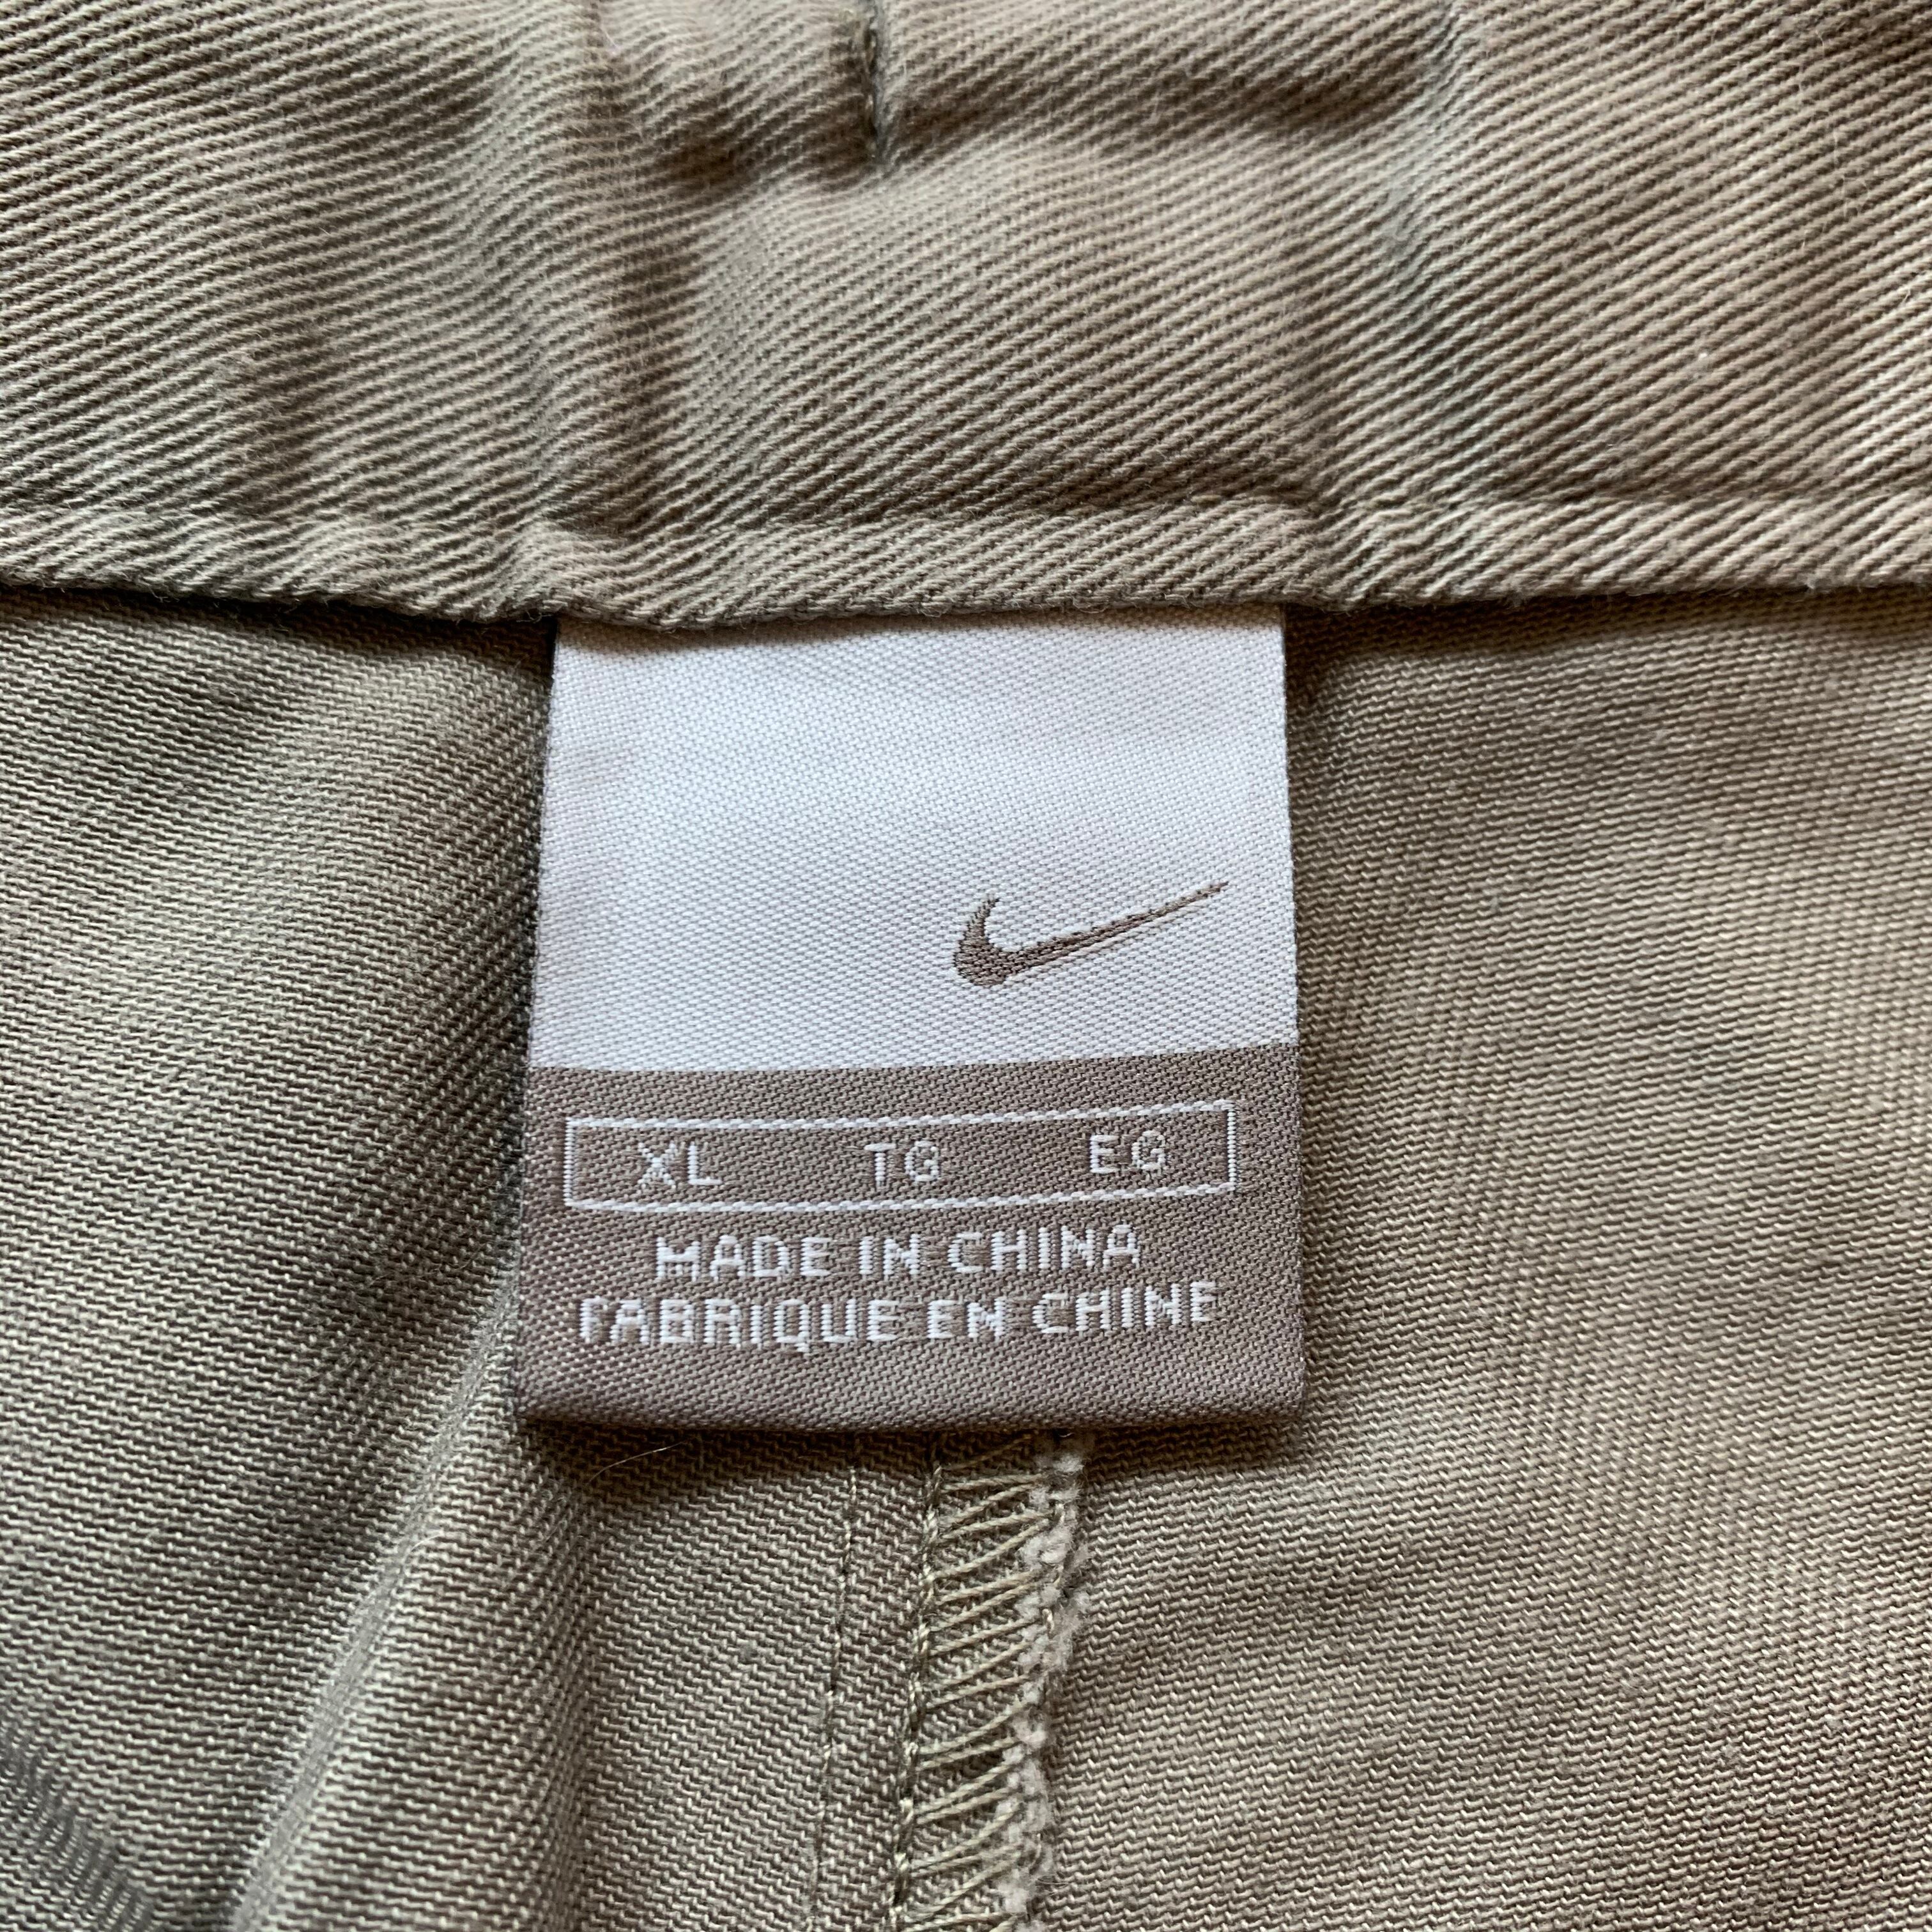 XL TG EG
MADE IN CHINA
FABRIQUE EN CHINE